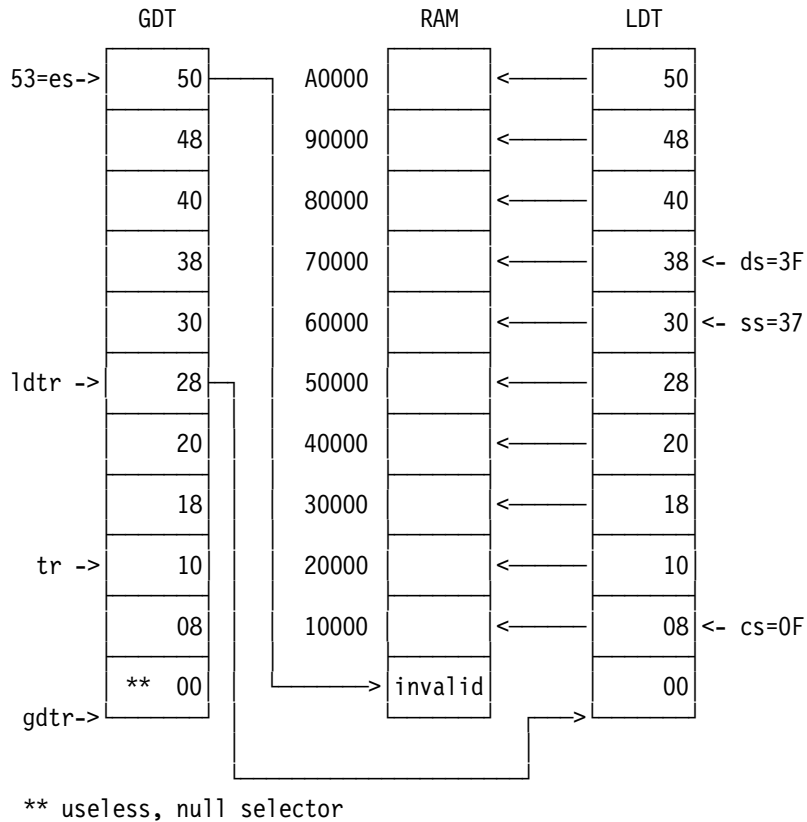 GDT RAM LDT
53=es-> 50 A0000 <- 50
48 90000 <- 48
40 80000 <- 40
38 70000 <- 38 <- ds=3F
30 60000 <- 30 <- ss=37
ldtr -> 28 50000 <- 28
20 40000 <- 20
18 30000 <- 18
tr -> 10 20000 <- 10
08 10000 <- 08 <- cs=0F
** 00 > invalid 00
gdtr-> >
** useless, null selector